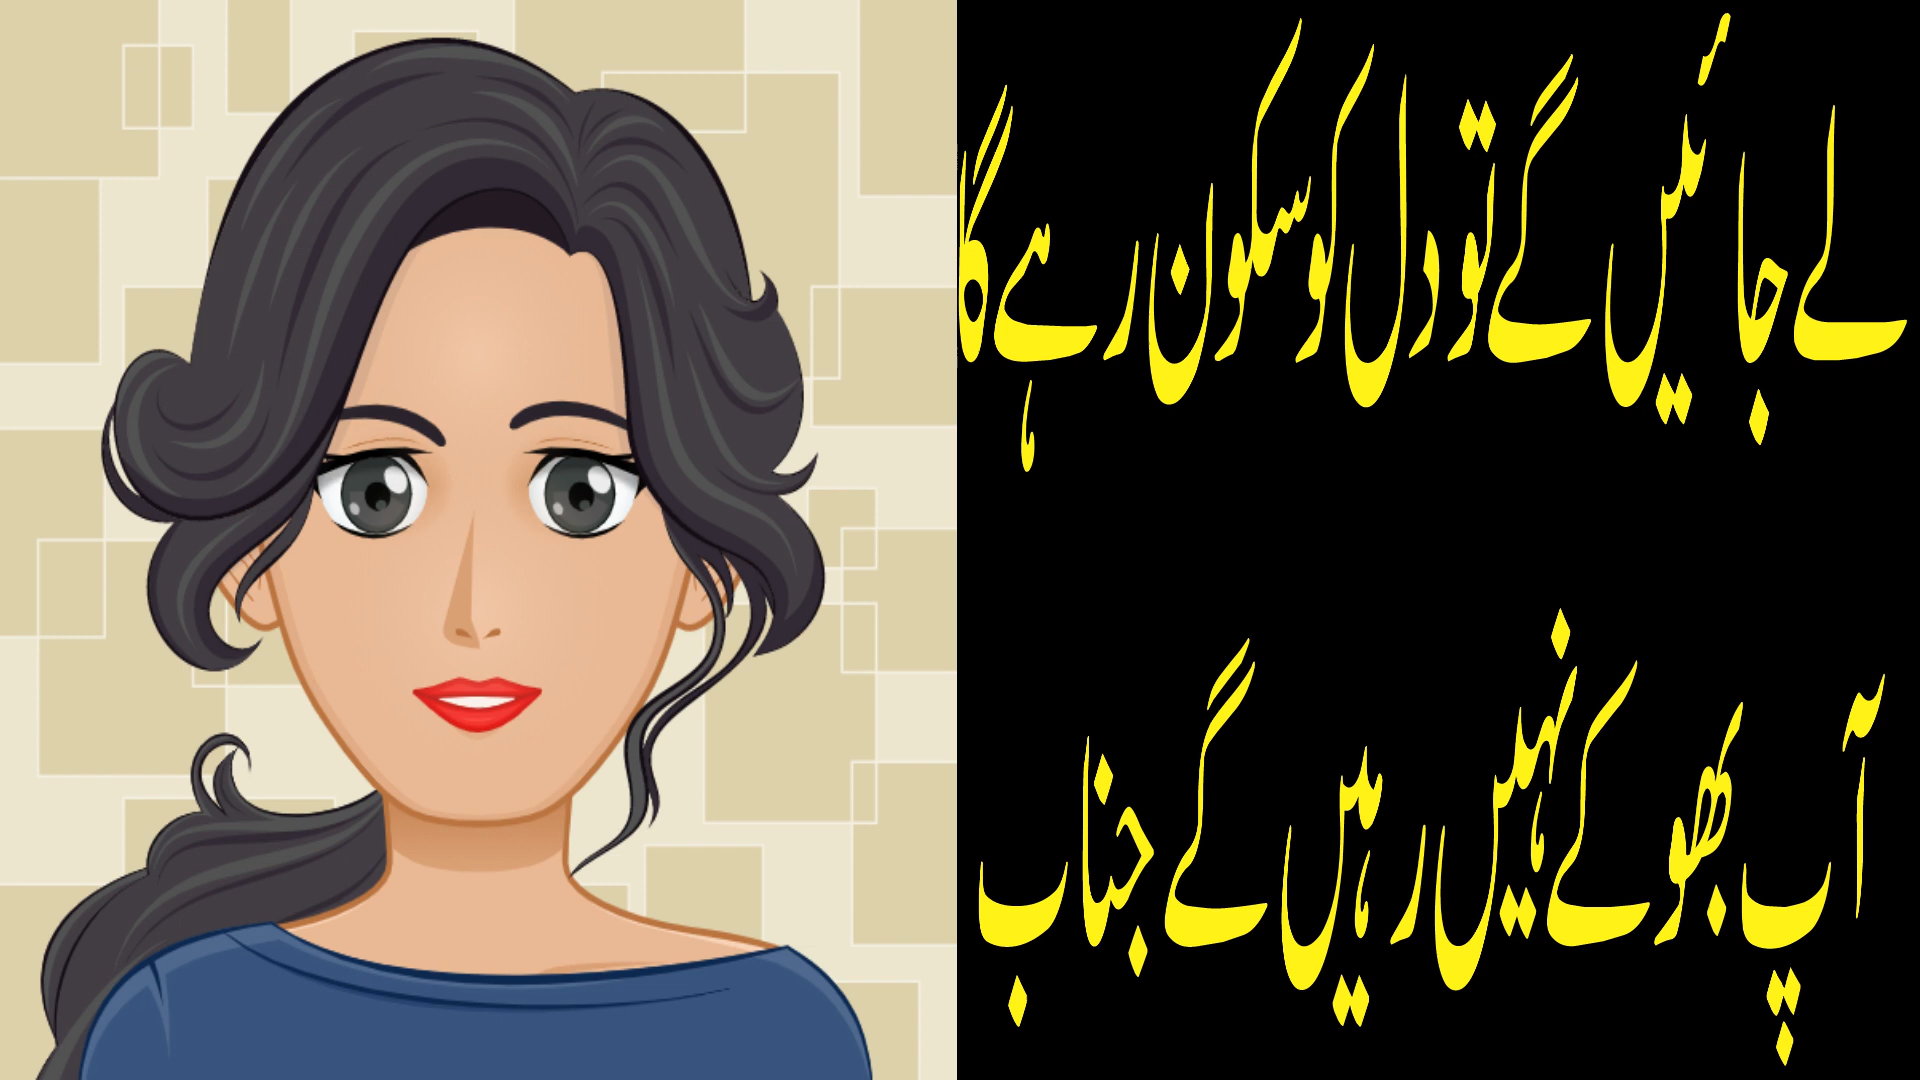 لے جائیں گے تو دل کو سکون رہے گا
آپ بھوکے نہیں رہیں گے جناب